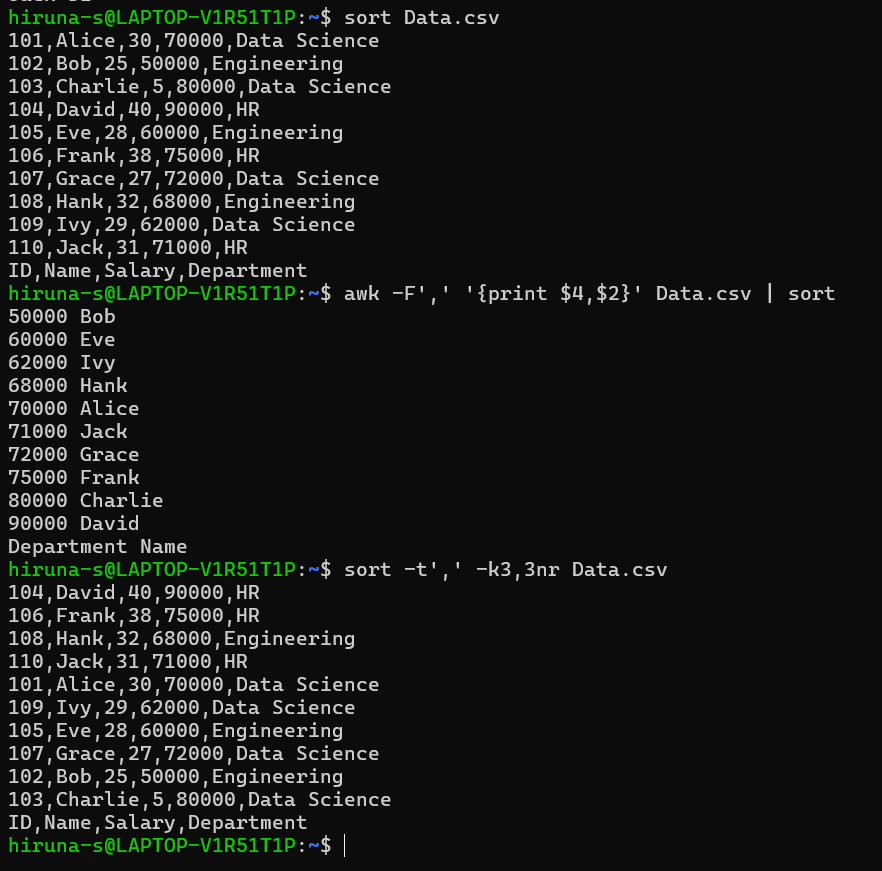 hiruna-s@LAPTOP-V1R51T1P:~$ sort Data.csv
101,Alice,30,70000,Data Science
102,Bob,25,50000,Engineering
103,Charlie,5,80000,Data Science
104,David,40,90000,HR
105,Eve,28,60000,Engineering
106,Frank,38,75000,HR
107,Grace,27,72000,Data Science
108,Hank,32,68000,Engineering
109,Ivy,29,62000,Data Science
110,Jack,31,71000,HR
ID,Name,Salary,Department
hiruna-s@LAPTOP-V1R51T1P:~$ awk -F',' '{print $4,$2}' Data.csv | sort
50000 Bob
60000 Eve
62000 Ivy
68000 Hank
70000 Alice
71000 Jack
72000 Grace
75000 Frank
80000 Charlie
90000 David
Department Name
hiruna-s@LAPTOP-V1R51T1P:~$ sort -t',' -k3,3nr Data.csv
104,David,40,90000,HR
106,Frank,38,75000,HR
108,Hank,32,68000,Engineering
110,Jack,31,71000,HR
101,Alice,30,70000,Data Science
109,Ivy,29,62000,Data Science
105,Eve,28,60000,Engineering
107,Grace,27,72000,Data Science
102,Bob,25,50000,Engineering
103,Charlie,5,80000,Data Science
ID,Name,Salary,Department
hiruna-s@LAPTOP-V1R51T1P:~$